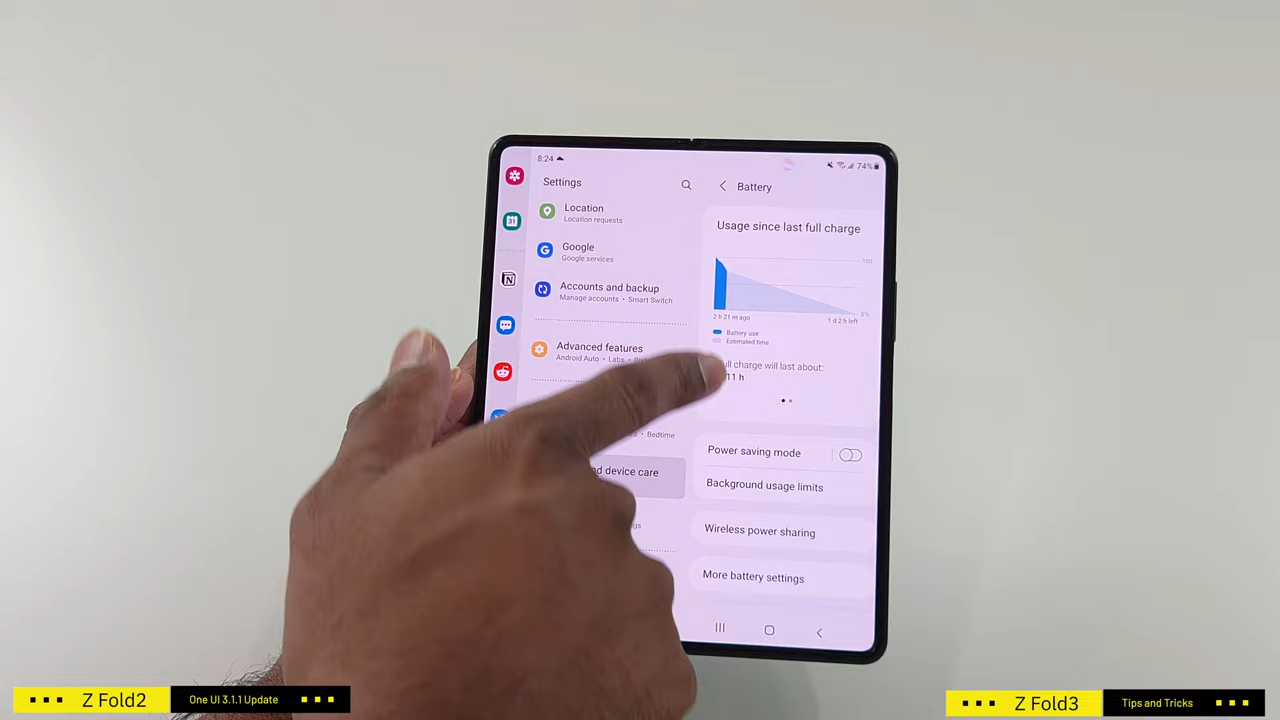 8:24
74%
Settings
Location
Location requests
Google
Google services
Accounts and backup
Manage accounts • Smart Switch
Advanced features
Android Auto • Labs •
• Bedtime
device care
Battery
Usage since last full charge
100
0%
2 h 21 m ago
1 d 2 h left
Battery use
Estimated time
full charge will last about:
11 h
Power saving mode
Background usage limits
Wireless power sharing
More battery settings
31
N
G
Z Fold2
One UI 3.1.1 Update
Z Fold3
Tips and Tricks